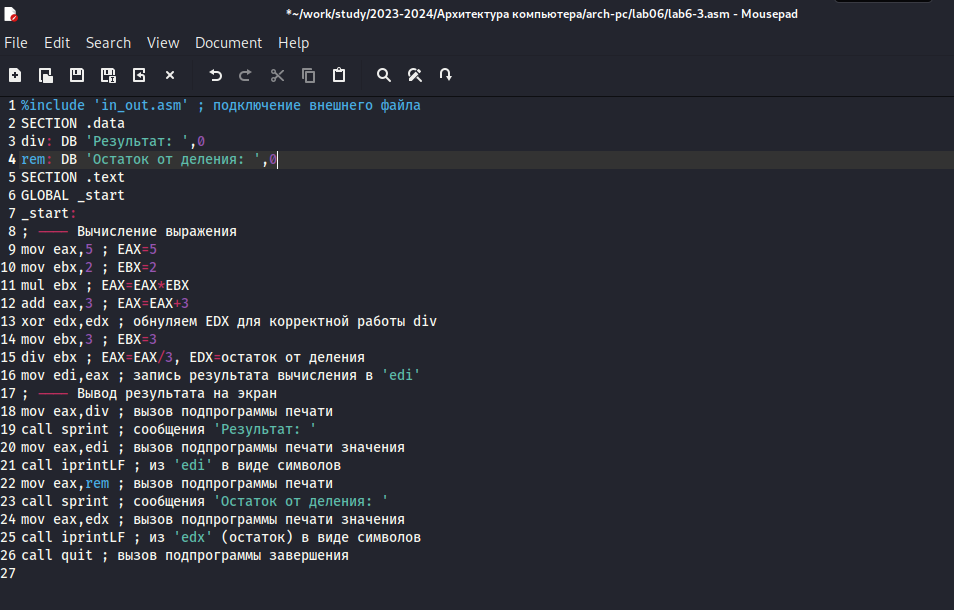 *~/work/study/2023-2024/Архитектура компьютера/arch-pc/lab06/lab6-3.asm - Mousepad
File Edit Search View Document Help
1 %include 'in_out.asm' ; подключение внешнего файла
2 SECTION .data
3 div: DB 'Результат: ',0
4 rem: DB 'Остаток от деления: ',0
5 SECTION .text
6 GLOBAL _start
7 _start:
8 ; ---- Вычисление выражения
9 mov eax,5 ; EAX=5
10 mov ebx,2 ; EBX=2
11 mul ebx ; EAX=EAX*EBX
12 add eax,3 ; EAX=EAX+3
13 xor edx,edx ; обнуляем EDX для корректной работы div
14 mov ebx,3 ; EBX=3
15 div ebx ; EAX=EAX/3, EDX=остаток от деления
16 mov edi,eax ; запись результата вычисления в 'edi'
17 ; ---- Вывод результата на экран
18 mov eax,div ; вызов подпрограммы печати
19 call sprint ; сообщения 'Результат: '
20 mov eax,edi ; вызов подпрограммы печати значения
21 call iprintLF ; из 'edi' в виде символов
22 mov eax,rem ; вызов подпрограммы печати
23 call sprint ; сообщения 'Остаток от деления: '
24 mov eax,edx ; вызов подпрограммы печати значения
25 call iprintLF ; из 'edx' (остаток) в виде символов
26 call quit ; вызов подпрограммы завершения
27